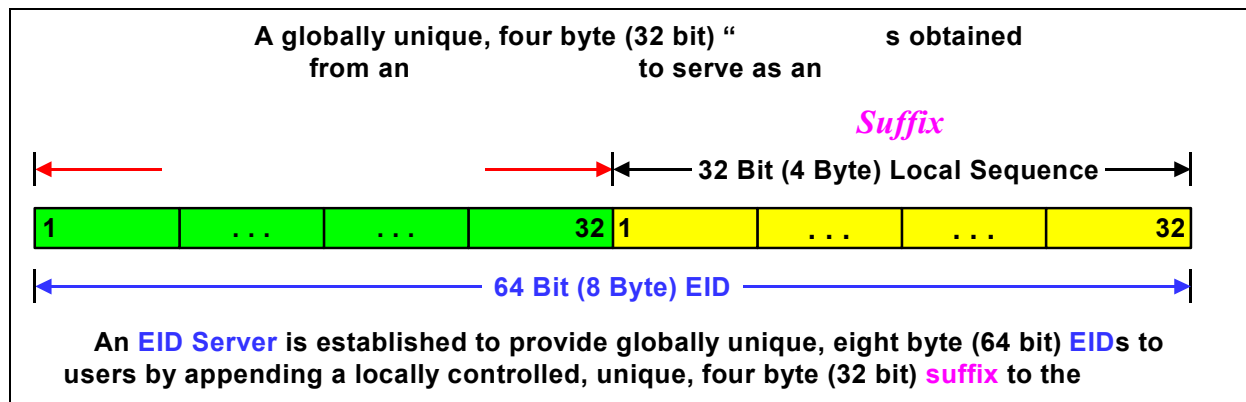 A globally unique, four byte (32 bit) “ s obtained
from an to serve as an
Suffix
32 Bit (4 Byte) Local Sequence
1 . . . . . . 32 1 . . . . . . 32
64 Bit (8 Byte) EID
An EID Server is established to provide globally unique, eight byte (64 bit) EIDs to
users by appending a locally controlled, unique, four byte (32 bit) suffix to the